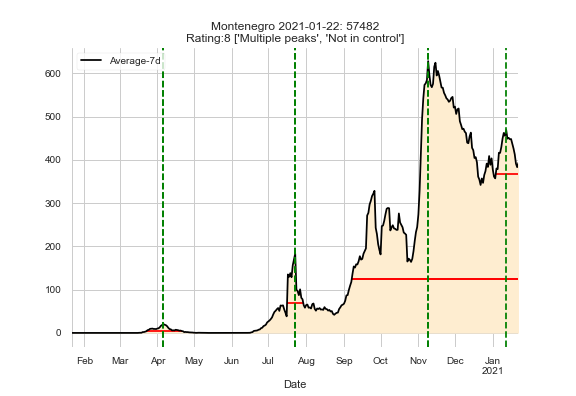 Montenegro 2021-01-22: 57482
Rating:8 ['Multiple peaks', 'Not in control']
Average-7d
600
500
400
300
200
100
0
Feb Mar Apr May Jun Jul Aug Sep Oct Nov Dec Jan
2021
Date